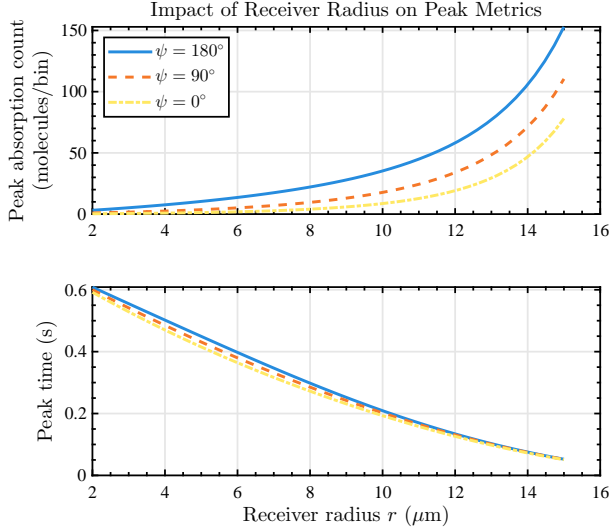 Impact of Receiver Radius on Peak Metrics
Peak absorption count
(molecules/bin)
150
100
50
0
ψ = 180°
ψ = 90°
ψ = 0°
2 4 6 8 10 12 14 16
Peak time (s)
0.6
0.4
0.2
0
2 4 6 8 10 12 14 16
Receiver radius r (μm)